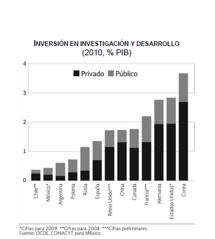 INVERSIÓN EN INVESTIGACIÓN Y DESARROLLO
(2010, % PIB)
4
3
2
1
0
Privado
Público
Chile**
México*
Argentina
Polonia
Rusia
España
Reino Unido***
China
Canada
Francia***
Alemania
Estados Unidos*
Corea
*Cifras para 2009 **Cifras para 2008 ***Cifras preliminares
Fuente: OCDE, CONACYT para México.